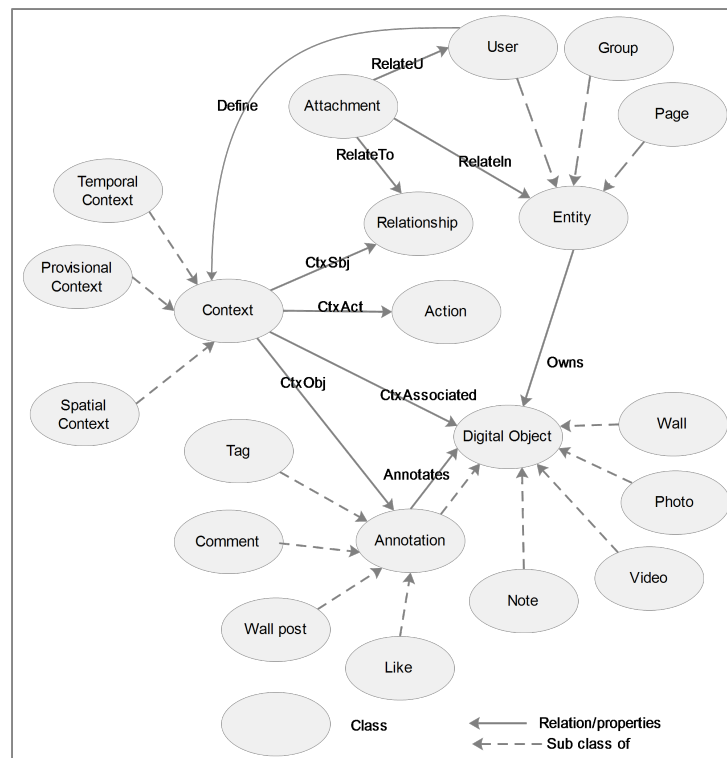 User
Group
RelateU
Define
Attachment
Page
RelateTo
RelateIn
Temporal
Context
Relationship
Entity
Provisional
Context
CtxSbj
Context
CtxAct
Action
CtxObj
CtxAssociated
Owns
Spatial
Context
Wall
Digital Object
Tag
Annotates
Photo
Comment
Annotation
Video
Note
Wall post
Like
Class
Relation/properties
Sub class of